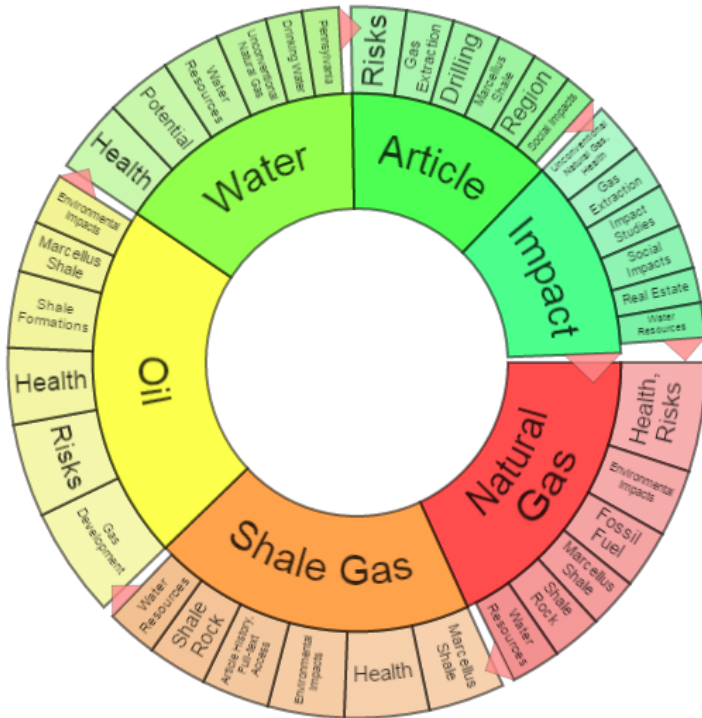 Water
Health
Potential
Water
Resources
Unconventional
Natural Gas
Drinking Water
Pennsylvania
Article
Risks
Gas
Extraction
Drilling
Marcellus
Shale
Region
Social Impacts
Impact
Unconventional
Natural Gas,
Health
Gas
Extraction
Impact
Studies
Social
Impacts
Real Estate
Water
Resources
Natural
Gas
Health,
Risks
Environmental
Impacts
Fossil
Fuel
Marcellus
Shale
Shale
Rock
Water
Resources
Shale Gas
Marcellus
Shale
Health
Environmental
Impacts
Article History,
Full-text
Access
Shale
Rock
Water
Resources
Oil
Gas
Development
Risks
Health
Shale
Formations
Marcellus
Shale
Environmental
Impacts